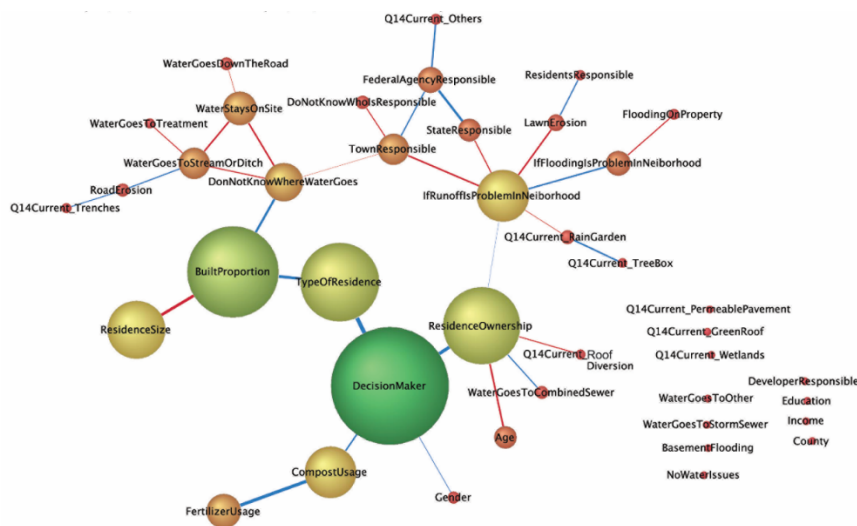 Q14Current_Others
WaterGoesDownTheRoad
FederalAgencyResponsible
ResidentsResponsible
DoNotKnowWhoIsResponsible
WaterStaysOnSite
FloodingOnProperty
WaterGoesToTreatment
StateResponsible
LawnErosion
TownResponsible
WaterGoesToStreamOrDitch
IfFloodingIsProblemInNeiborhood
DonNotKnowWhereWaterGoes
RoadErosion
IfRunoffIsProblemInNeiborhood
Q14Current_Trenches
Q14Current_RainGarden
Q14Current_TreeBox
BuiltProportion
TypeOfResidence
Q14Current_PermeablePavement
ResidenceSize
ResidenceOwnership
Q14Current_GreenRoof
Q14Current_Roof
Diversion
Q14Current_Wetlands
DecisionMaker
DeveloperResponsible
WaterGoesToCombinedSewer
WaterGoesToOther
Education
WaterGoesToStormSewer
Income
Age
BasementFlooding
County
CompostUsage
NoWaterIssues
Gender
FertilizerUsage